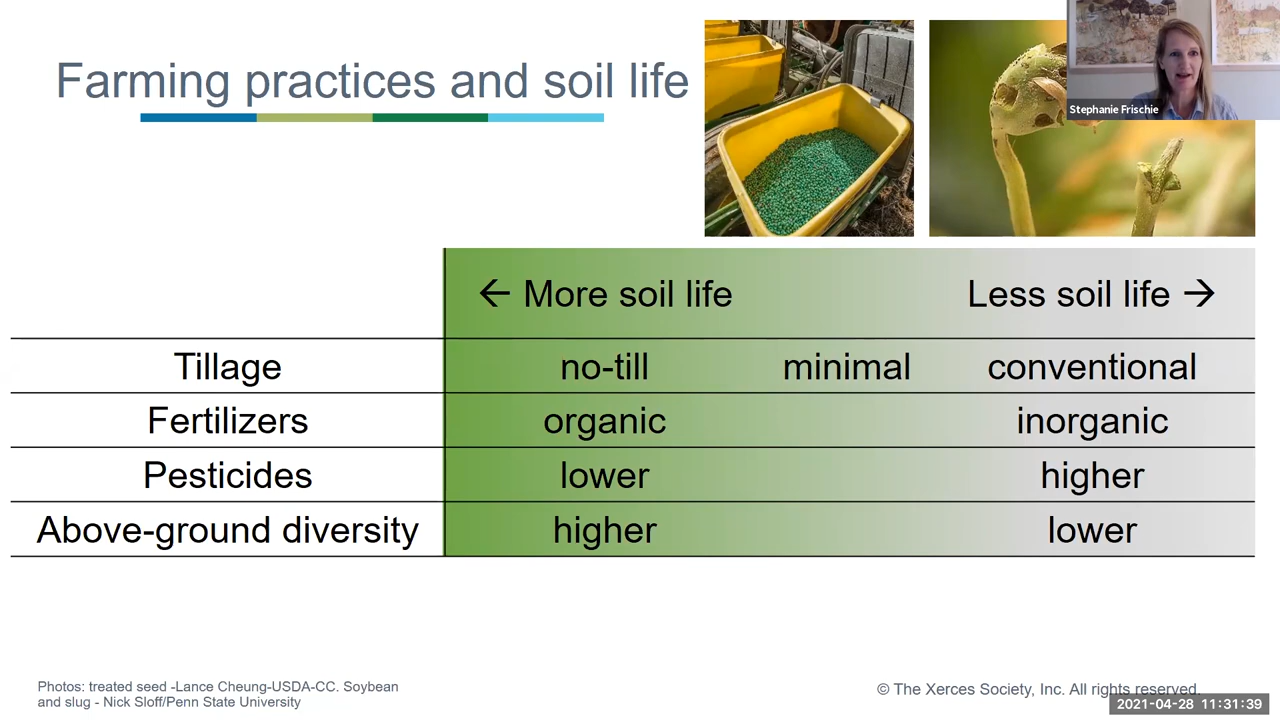 Farming practices and soil life
Stephanie Frischie
← More soil life Less soil life →
Tillage no-till minimal conventional
Fertilizers organic inorganic
Pesticides lower higher
Above-ground diversity higher lower
Photos: treated seed -Lance Cheung-USDA-CC. Soybean
and slug - Nick Sloff/Penn State University
© The Xerces Society, Inc. All rights reserved.
2021-04-28 11:31:39